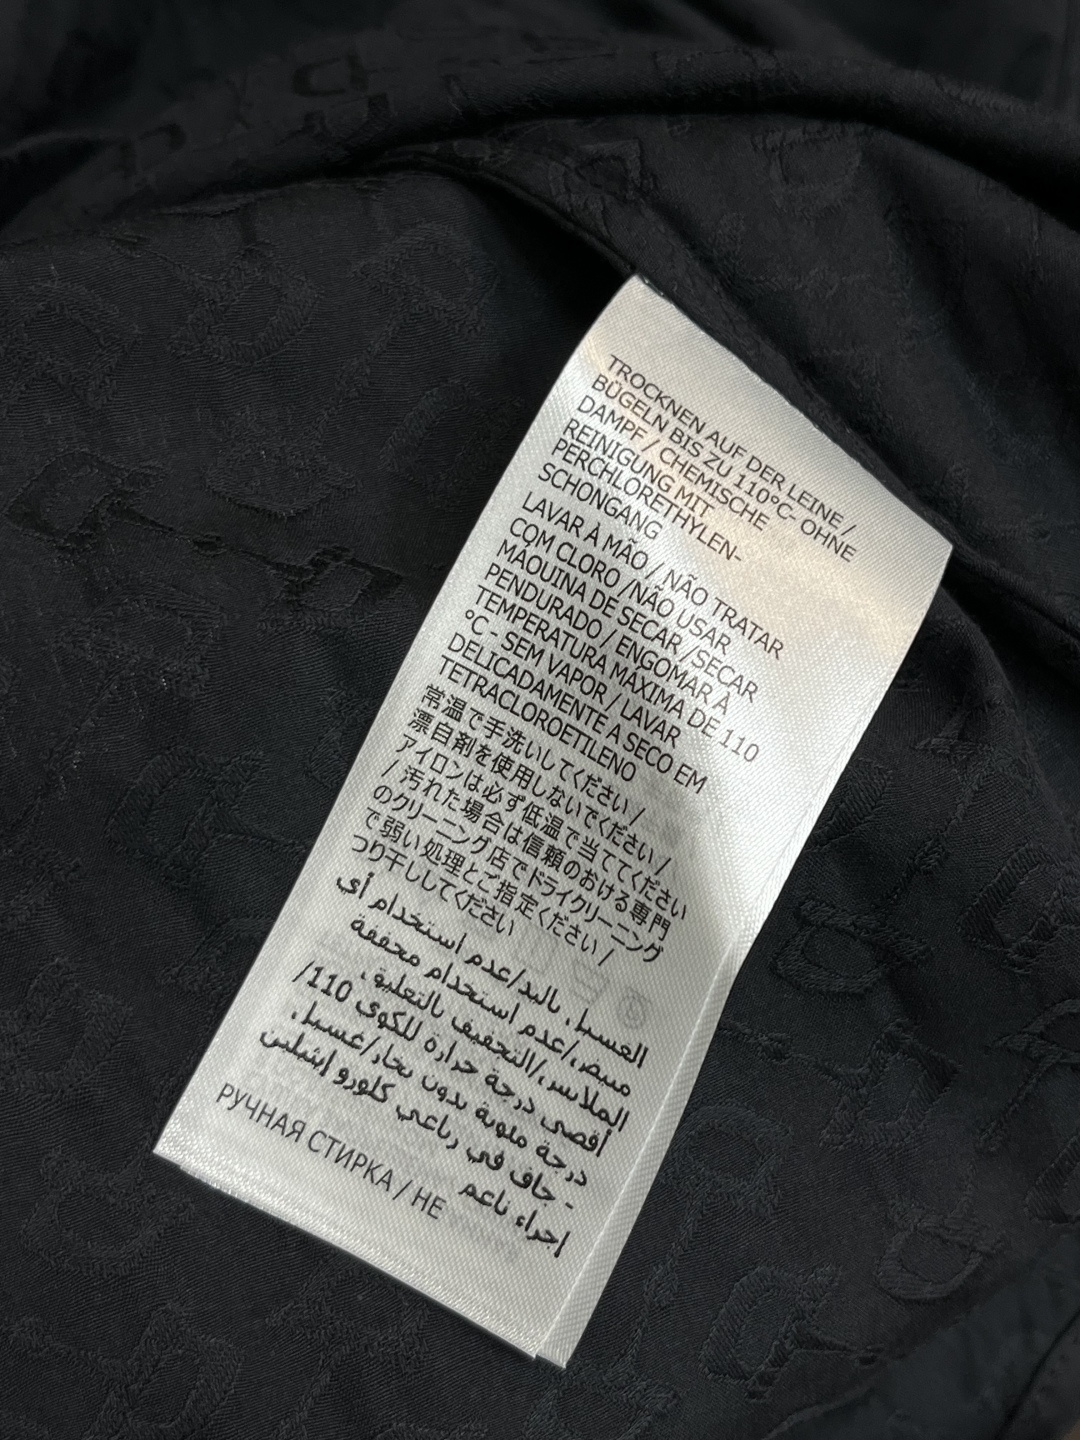 TROCKNEN AUF DER LEINE /
BÜGELN BIS ZU 110°C- OHNE
DAMPF / CHEMISCHE
REINIGUNG MIT
PERCHLORETHYLEN-
SCHONGANG
LAVAR À MÃO / NÃO TRATAR
COM CLORO /NÃO USAR
MÁOUINA DE SECAR /SECAR
PENDURADO / ENGOMAR À
TEMPERATURA MÁXIMA DE 110
°C - SEM VAPOR / LAVAR
DELICADAMENTE A SECO EM
TETRACLOROETILENO
常温で手洗いしてください /
漂白剤を使用しないでください /
アイロンは必ず低温で当ててください
/ 汚れた場合は信頼のおける専門
のクリーニング店でドライクリーニング
で弱い処理とご指定ください /
つり干ししてください
الغسيل باليد/عدم استخدام أي
مبيض/عدم استخدام مجففة
الملابس/التجفيف بالتعليق
أقصى درجة حرارة للكوي 110/
درجة مئوية بدون بخار/غسيل
- جاف في رباعي كلورو إيثيلين
إجراء ناعم
РУЧНАЯ СТИРКА / НЕ